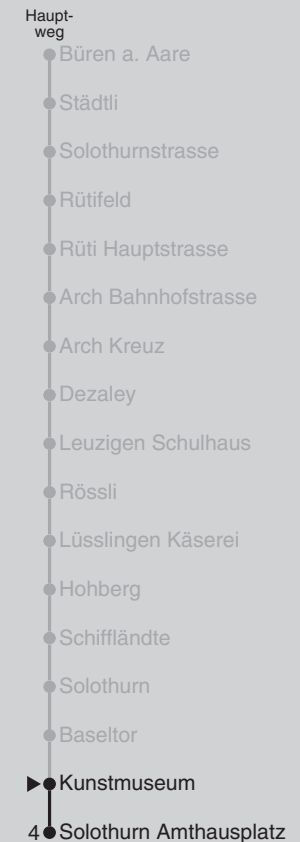 Haupt-
weg
Büren a. Aare
Städtli
Solothurnstrasse
Rütifeld
Rüti Hauptstrasse
Arch Bahnhofstrasse
Arch Kreuz
Dezaley
Leuzigen Schulhaus
Rössli
Lüsslingen Käserei
Hohberg
Schiffländte
Solothurn
Baseltor
Kunstmuseum
4 Solothurn Amthausplatz